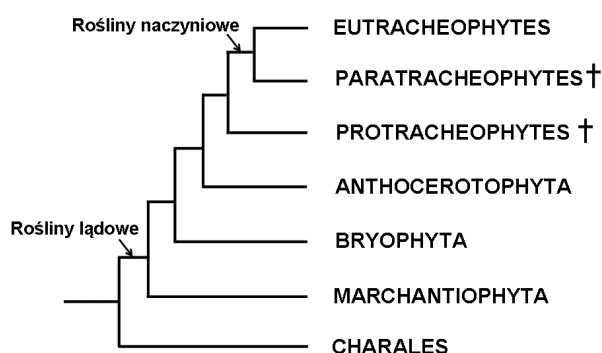 Rośliny naczyniowe
EUTRACHEOPHYTES
PARATRACHEOPHYTES†
PROTRACHEOPHYTES †
ANTHOCEROTOPHYTA
Rośliny lądowe
BRYOPHYTA
MARCHANTIOPHYTA
CHARALES